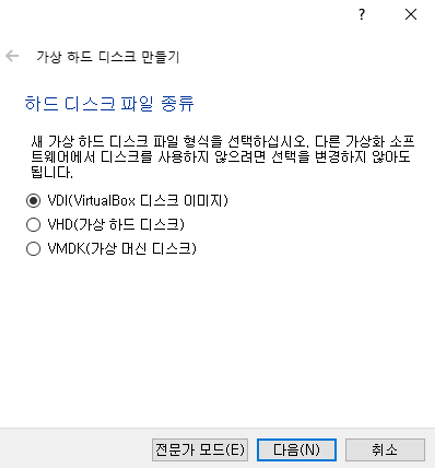 ?
가상 하드 디스크 만들기
하드 디스크 파일 종류
새 가상 하드 디스크 파일 형식을 선택하십시오. 다른 가상화 소프
트웨어에서 디스크를 사용하지 않으려면 선택을 변경하지 않아도
됩니다.
VDI(VirtualBox 디스크 이미지)
VHD(가상 하드 디스크)
VMDK(가상 머신 디스크)
전문가 모드(E) 다음(N) 취소